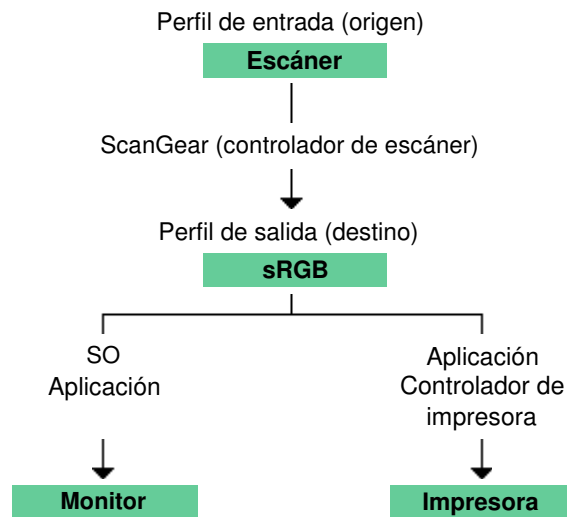 Perfil de entrada (origen)
Escáner
ScanGear (controlador de escáner)
Perfil de salida (destino)
sRGB
SO
Aplicación
Aplicación
Controlador de
impresora
Monitor
Impresora